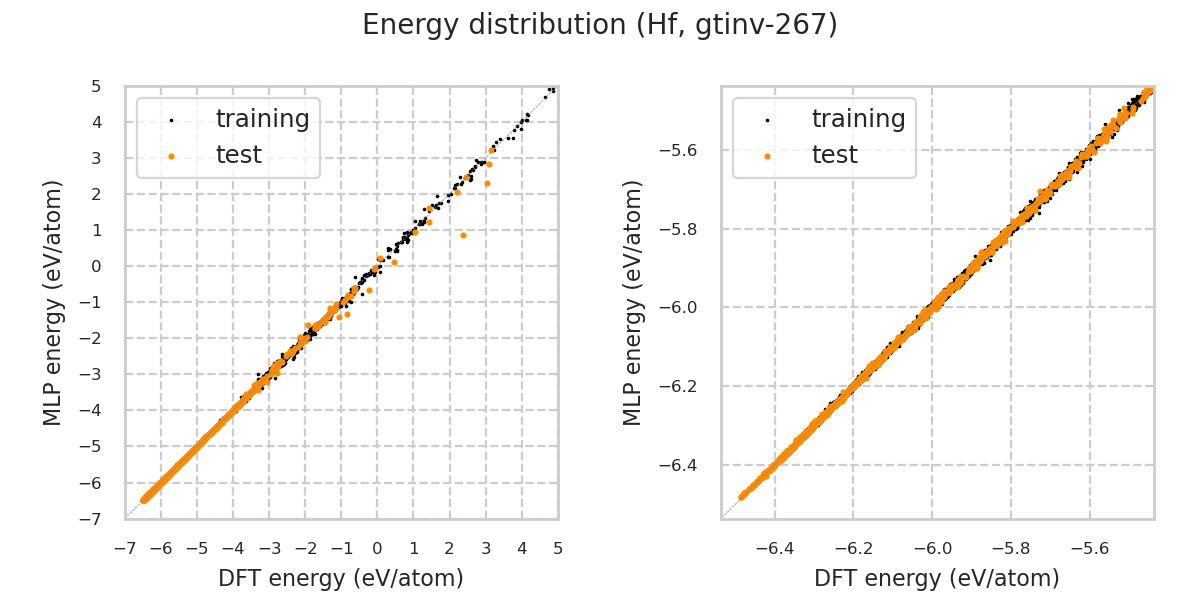 Energy distribution (Hf, gtinv-267)
MLP energy (eV/atom)
5
4
3
2
1
0
−1
−2
−3
−4
−5
−6
−7
training
test
−7 −6 −5 −4 −3 −2 −1 0 1 2 3 4 5
DFT energy (eV/atom)
MLP energy (eV/atom)
−5.6
−5.8
−6.0
−6.2
−6.4
training
test
−6.4 −6.2 −6.0 −5.8 −5.6
DFT energy (eV/atom)